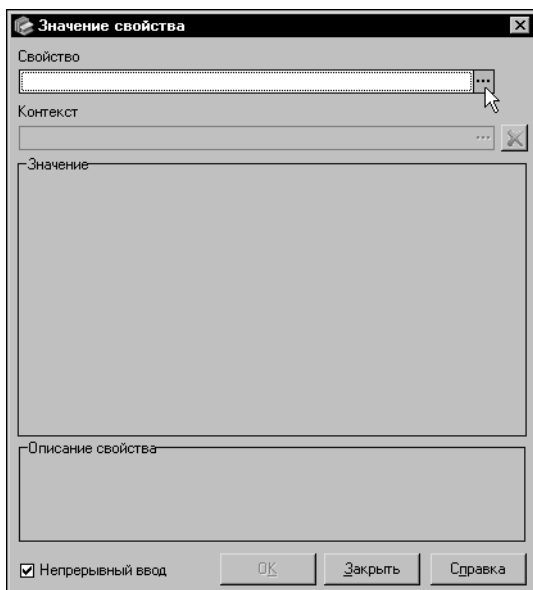 Значение свойства
Свойство
...
Контекст
...
Значение
Описание свойства
Непрерывный ввод
OK
Закрыть
Справка